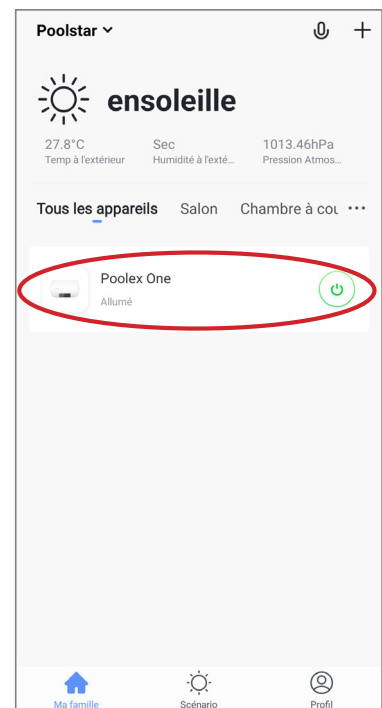 Poolstar
ensoleille
27.8°C Sec 1013.46hPa
Temp à l'extérieur Humidité à l'exté... Pression Atmos...
Tous les appareils Salon Chambre à cou ...
Poolex One
Allumé
Ma famille Scénario Profil